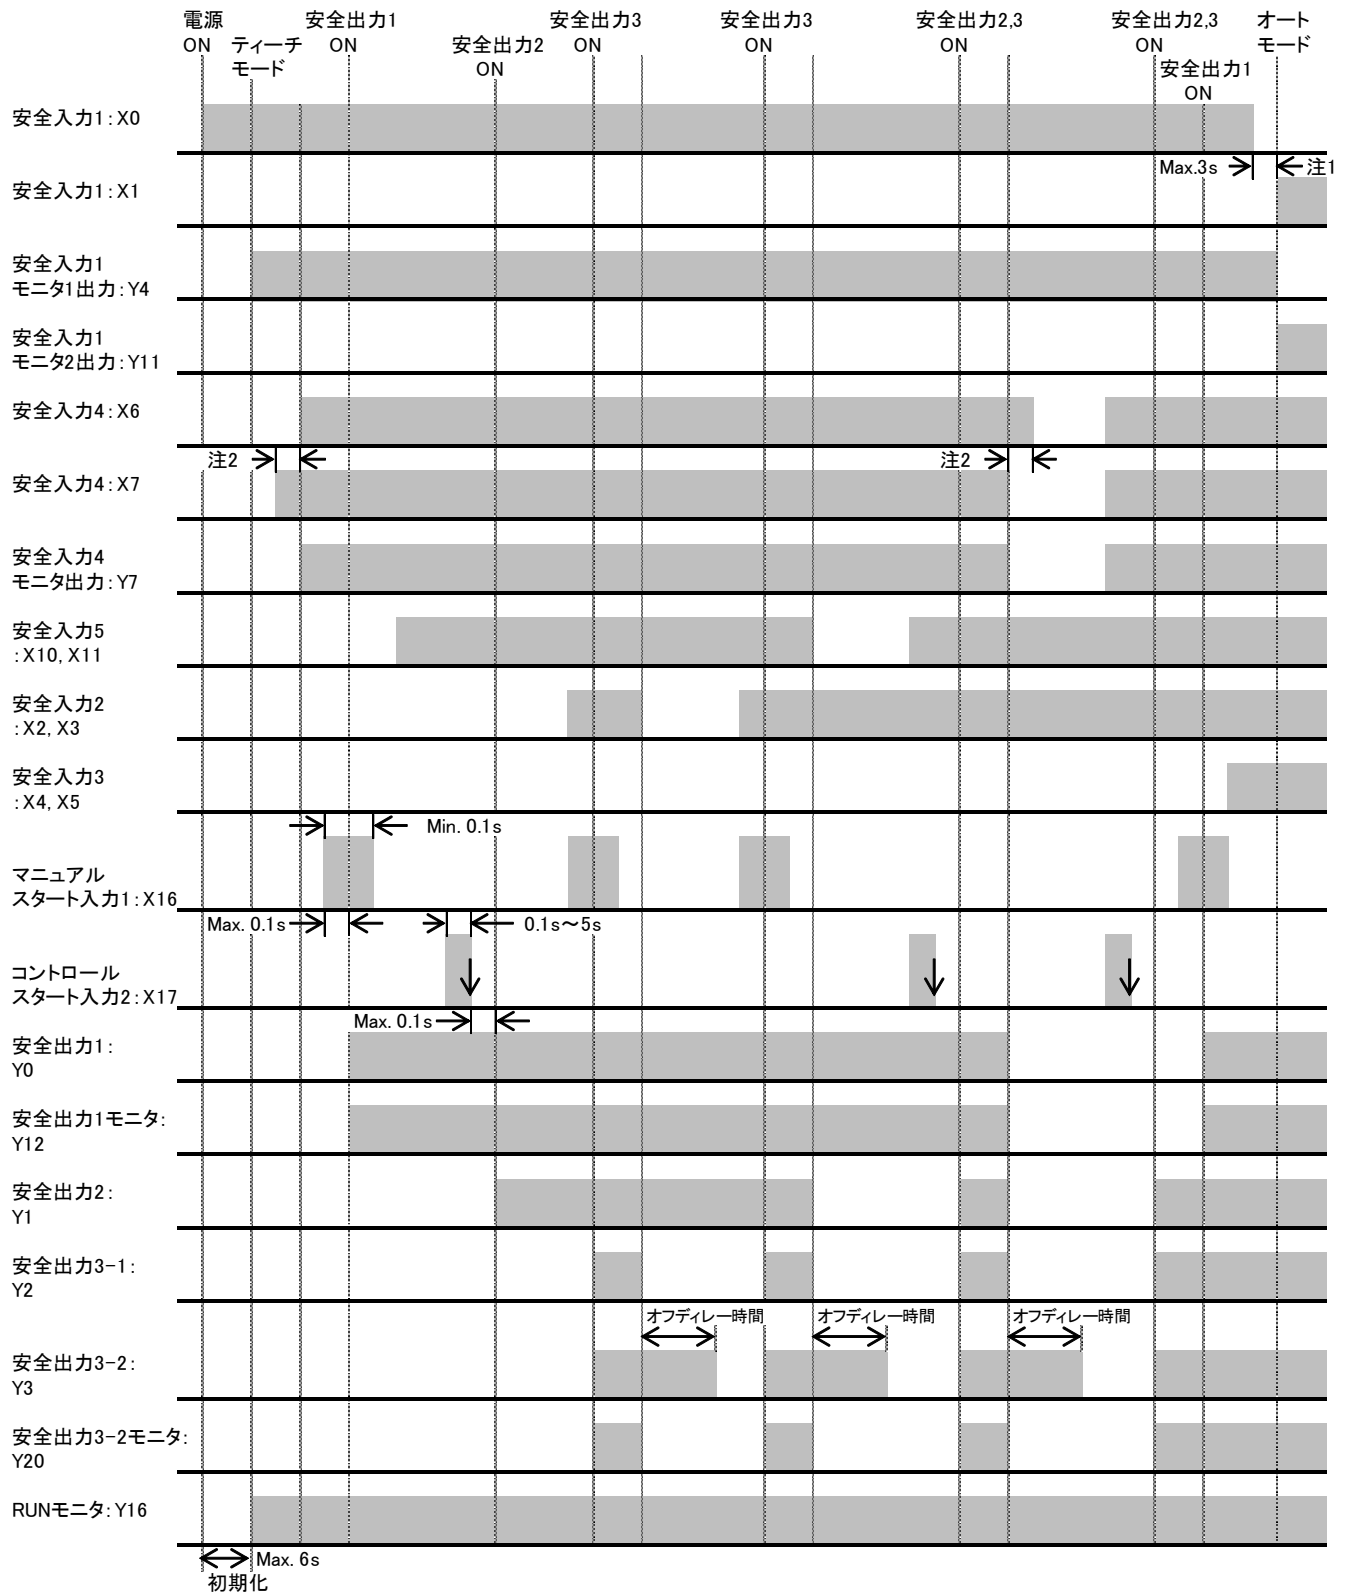 電源
ON
ティーチ
モード
安全出力1
ON
安全出力2
ON
安全出力3
ON
安全出力3
ON
安全出力2,3
ON
安全出力2,3
ON
安全出力1
ON
オート
モード
安全入力1：X0
Max.3s
注1
安全入力1：X1
安全入力1
モニタ1出力：Y4
安全入力1
モニタ2出力：Y11
安全入力4：X6
注2
注2
安全入力4：X7
安全入力4
モニタ出力：Y7
安全入力5
：X10, X11
安全入力2
：X2, X3
安全入力3
：X4, X5
Min. 0.1s
マニュアル
スタート入力1：X16
Max. 0.1s
0.1s～5s
コントロール
スタート入力2：X17
Max. 0.1s
安全出力1：
Y0
安全出力1モニタ：
Y12
安全出力2：
Y1
安全出力3-1：
Y2
オフディレー時間
オフディレー時間
オフディレー時間
安全出力3-2：
Y3
安全出力3-2モニタ：
Y20
RUNモニタ：Y16
Max. 6s
初期化